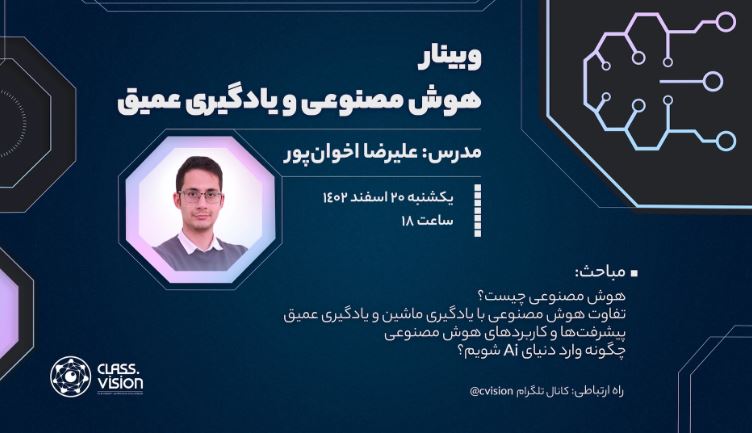 وبینار
هوش مصنوعی و یادگیری عمیق
مدرس: علیرضا اخوان‌پور
یکشنبه ۲۰ اسفند ۱۴۰۲
ساعت ۱۸
مباحث:
هوش مصنوعی چیست؟
تفاوت هوش مصنوعی با یادگیری ماشین و یادگیری عمیق
پیشرفت‌ها و کاربردهای هوش مصنوعی
چگونه وارد دنیای Ai شویم؟
راه ارتباطی: کانال تلگرام @cvision
CLASS.
vision